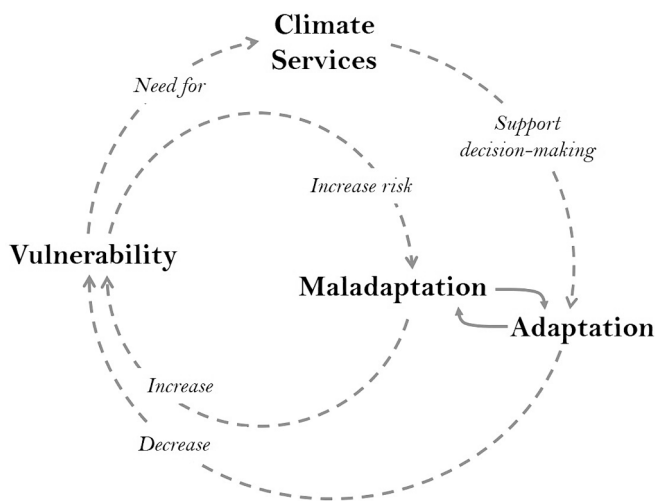 Climate
Services
Need for
Support
decision-making
Increase risk
Vulnerability
Maladaptation
Adaptation
Increase
Decrease